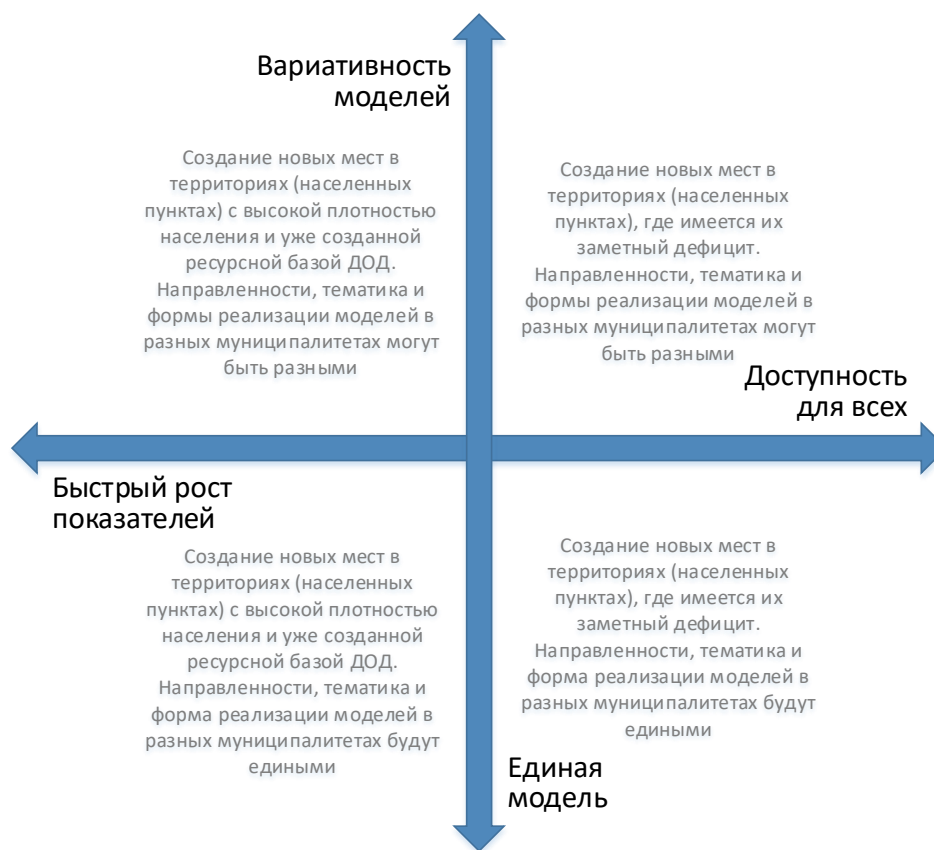 Вариативность
моделей
Создание новых мест в
территориях (населенных
пунктах) с высокой плотностью
населения и уже созданной
ресурсной базой ДОД.
Направленности, тематика и
формы реализации моделей в
разных муниципалитетах могут
быть разными
Создание новых мест в
территориях (населенных
пунктах), где имеется их
заметный дефицит.
Направленности, тематика и
формы реализации моделей в
разных муниципалитетах могут
быть разными
Доступность
для всех
Быстрый рост
показателей
Создание новых мест в
территориях (населенных
пунктах) с высокой плотностью
населения и уже созданной
ресурсной базой ДОД.
Направленности, тематика и
форма реализации моделей в
разных муниципалитетах будут
едиными
Создание новых мест в
территориях (населенных
пунктах), где имеется их
заметный дефицит.
Направленности, тематика и
форма реализации моделей в
разных муниципалитетах будут
едиными
Единая
модель